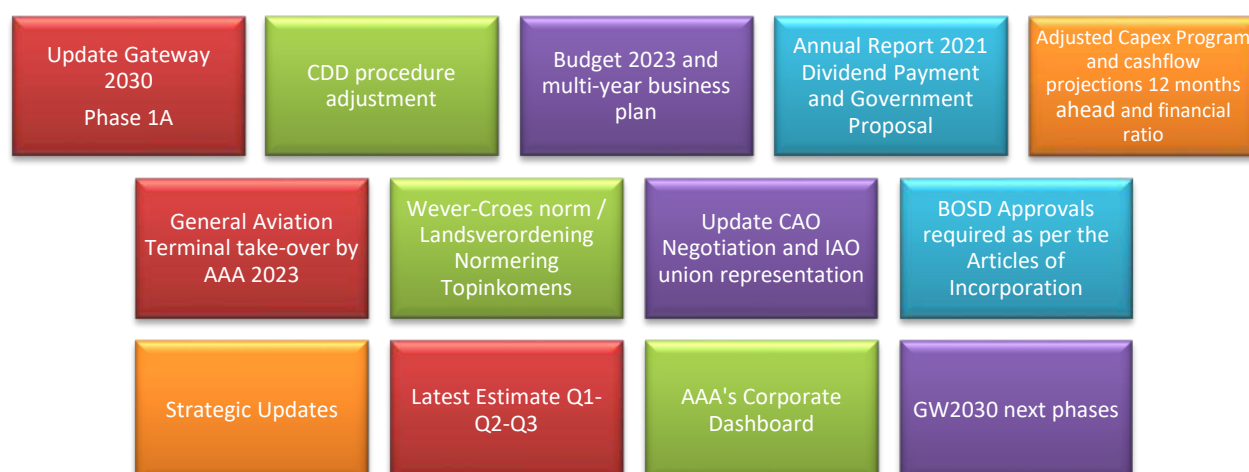 Update Gateway
2030
Phase 1A
CDD procedure
adjustment
Budget 2023 and
multi-year business
plan
Annual Report 2021
Dividend Payment
and Government
Proposal
Adjusted Capex Program
and cashflow
projections 12 months
ahead and financial
ratio
General Aviation
Terminal take-over by
AAA 2023
Wever-Croes norm /
Landsverordening
Normering
Topinkomens
Update CAO
Negotiation and IAO
union representation
BOSD Approvals
required as per the
Articles of
Incorporation
Strategic Updates
Latest Estimate Q1-
Q2-Q3
AAA's Corporate
Dashboard
GW2030 next phases